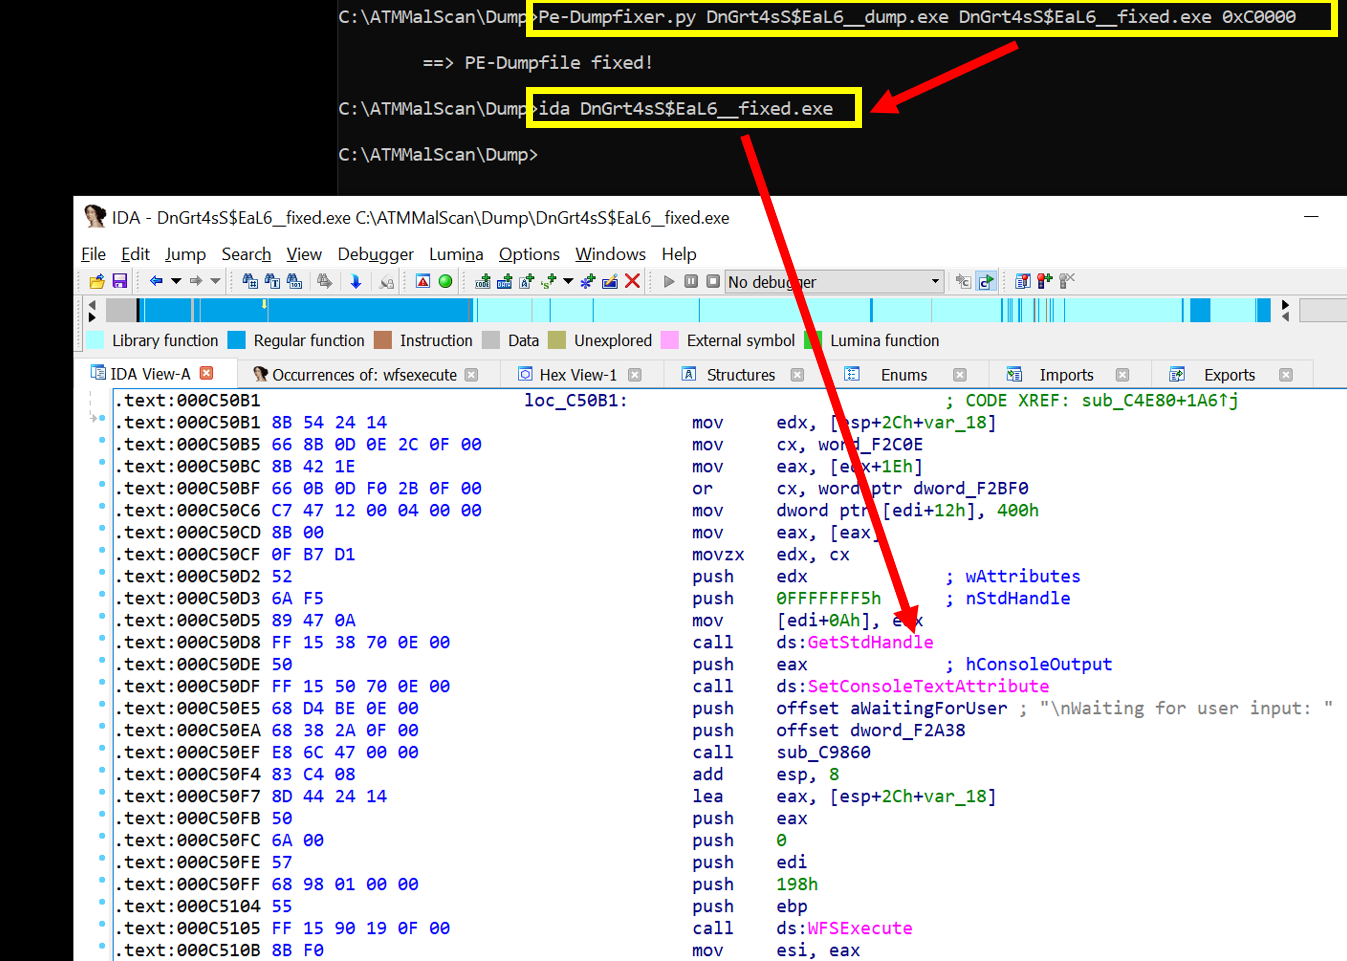 C:\ATMMalScan\Dump>Pe-Dumpfixer.py DnGrt4sS$EaL6__dump.exe DnGrt4sS$EaL6__fixed.exe 0xC0000
==> PE-Dumpfile fixed!
C:\ATMMalScan\Dump>ida DnGrt4sS$EaL6__fixed.exe
C:\ATMMalScan\Dump>
IDA - DnGrt4sS$EaL6__fixed.exe C:\ATMMalScan\Dump\DnGrt4sS$EaL6__fixed.exe
File Edit Jump Search View Debugger Lumina Options Windows Help
No debugger
Library function Regular function Instruction Data Unexplored External symbol Lumina function
IDA View-A Occurrences of: wfsexecute Hex View-1 Structures Enums Imports Exports
.text:000C50B1 loc_C50B1: ; CODE XREF: sub_C4E80+1A6↑j
.text:000C50B1 8B 54 24 14 mov edx, [esp+2Ch+var_18]
.text:000C50B5 66 8B 0D 0E 2C 0F 00 mov cx, word_F2C0E
.text:000C50BC 8B 42 1E mov eax, [edx+1Eh]
.text:000C50BF 66 0B 0D F0 2B 0F 00 or cx, word ptr dword_F2BF0
.text:000C50C6 C7 47 12 00 04 00 00 mov dword ptr [edi+12h], 400h
.text:000C50CD 8B 00 mov eax, [eax]
.text:000C50CF 0F B7 D1 movzx edx, cx
.text:000C50D2 52 push edx ; wAttributes
.text:000C50D3 6A F5 push 0FFFFFFF5h ; nStdHandle
.text:000C50D5 89 47 0A mov [edi+0Ah], eax
.text:000C50D8 FF 15 38 70 0E 00 call ds:GetStdHandle
.text:000C50DE 50 push eax ; hConsoleOutput
.text:000C50DF FF 15 50 70 0E 00 call ds:SetConsoleTextAttribute
.text:000C50E5 68 D4 BE 0E 00 push offset aWaitingForUser ; "\nWaiting for user input: "
.text:000C50EA 68 38 2A 0F 00 push offset dword_F2A38
.text:000C50EF E8 6C 47 00 00 call sub_C9860
.text:000C50F4 83 C4 08 add esp, 8
.text:000C50F7 8D 44 24 14 lea eax, [esp+2Ch+var_18]
.text:000C50FB 50 push eax
.text:000C50FC 6A 00 push 0
.text:000C50FE 57 push edi
.text:000C50FF 68 98 01 00 00 push 198h
.text:000C5104 55 push ebp
.text:000C5105 FF 15 90 19 0F 00 call ds:WFSExecute
.text:000C510B 8B F0 mov esi, eax